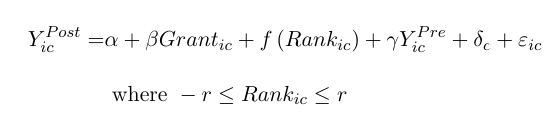 Y_{ic}^{Post} = α + βGrant_{ic} + f (Rank_{ic}) + γY_{ic}^{Pre} + δ_c + ε_{ic}
where − r ≤ Rank_{ic} ≤ r